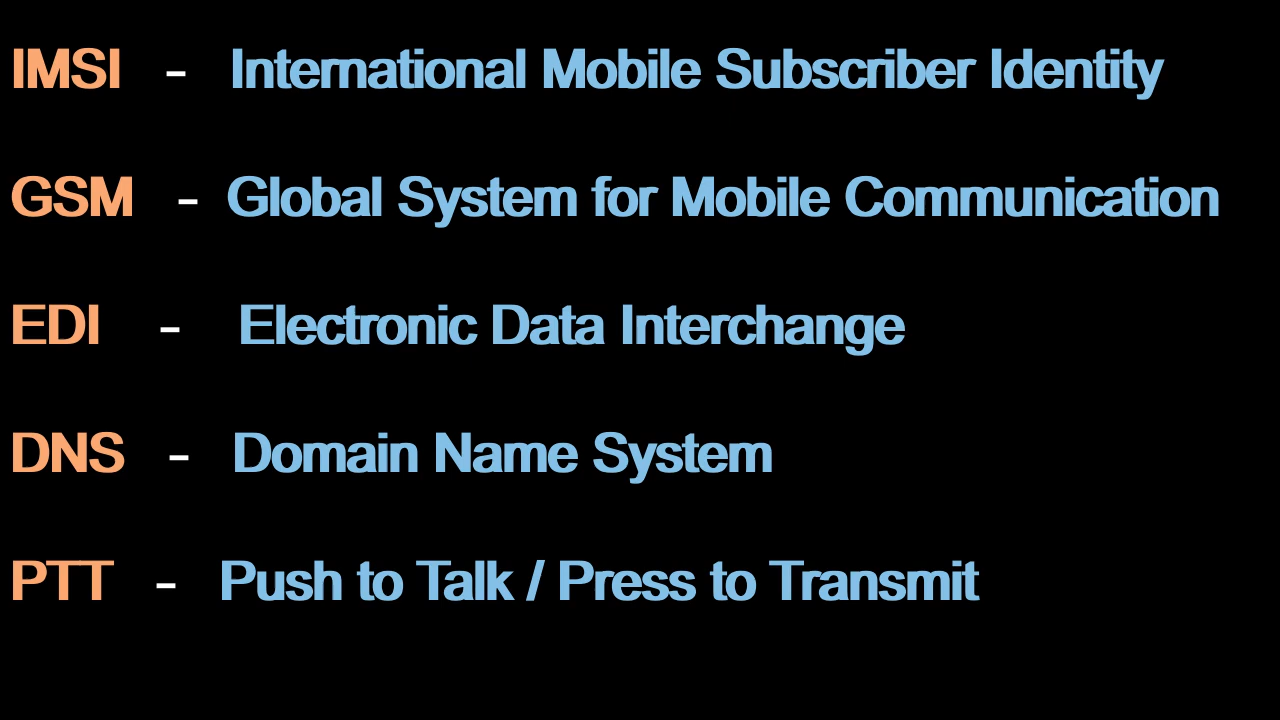 IMSI - International Mobile Subscriber Identity
GSM - Global System for Mobile Communication
EDI - Electronic Data Interchange
DNS - Domain Name System
PTT - Push to Talk / Press to Transmit